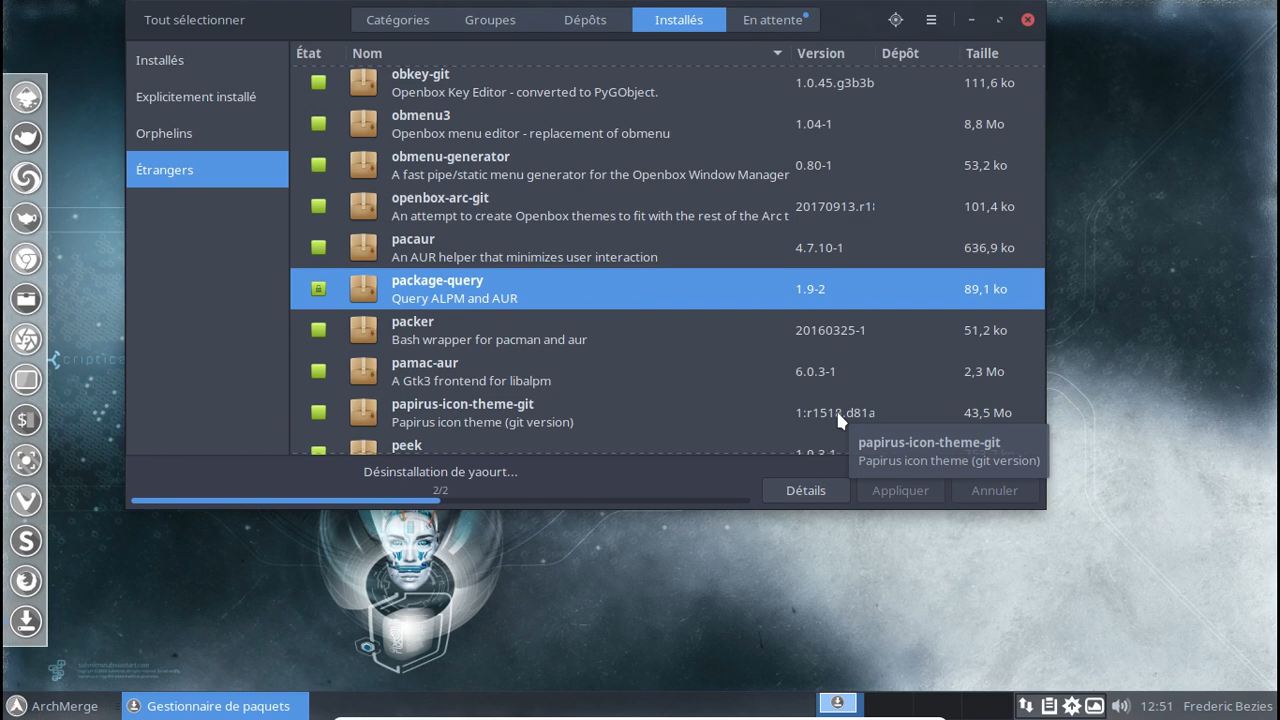 Tout sélectionner
Catégories
Groupes
Dépôts
Installés
En attente
Installés
Explicitement installé
Orphelins
Étrangers
État Nom Version Dépôt Taille
obkey-git
Openbox Key Editor - converted to PyGObject.
1.0.45.g3b3b
111,6 ko
obmenu3
Openbox menu editor - replacement of obmenu
1.04-1
8,8 Mo
obmenu-generator
A fast pipe/static menu generator for the Openbox Window Manager
0.80-1
53,2 ko
openbox-arc-git
An attempt to create Openbox themes to fit with the rest of the Arc t
20170913.r1
101,4 ko
pacaur
An AUR helper that minimizes user interaction
4.7.10-1
636,9 ko
package-query
Query ALPM and AUR
1.9-2
89,1 ko
packer
Bash wrapper for pacman and aur
20160325-1
51,2 ko
pamac-aur
A Gtk3 frontend for libalpm
6.0.3-1
2,3 Mo
papirus-icon-theme-git
Papirus icon theme (git version)
43,5 Mo
peek
papirus-icon-theme-git
Papirus icon theme (git version)
Désinstallation de yaourt...
2/2
Détails
Appliquer
Annuler
criptics
ArchMerge
Gestionnaire de paquets
12:51
Frederic Bezies